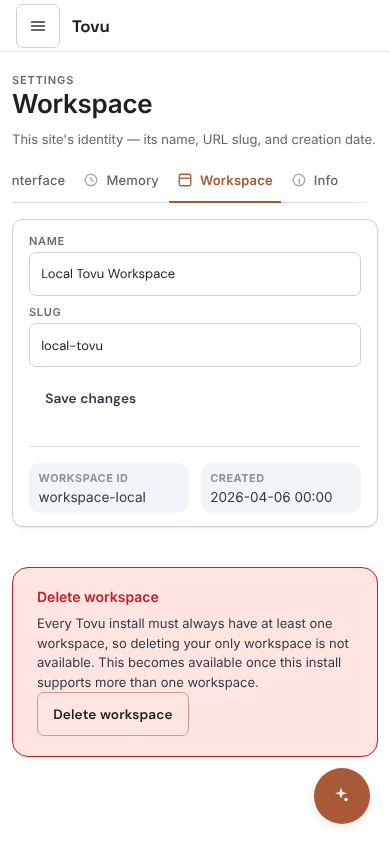 Tovu
SETTINGS
Workspace
This site's identity — its name, URL slug, and creation date.
nterface Memory Workspace Info
NAME
Local Tovu Workspace
SLUG
local-tovu
Save changes
WORKSPACE ID CREATED
workspace-local 2026-04-06 00:00
Delete workspace
Every Tovu install must always have at least one
workspace, so deleting your only workspace is not
available. This becomes available once this install
supports more than one workspace.
Delete workspace